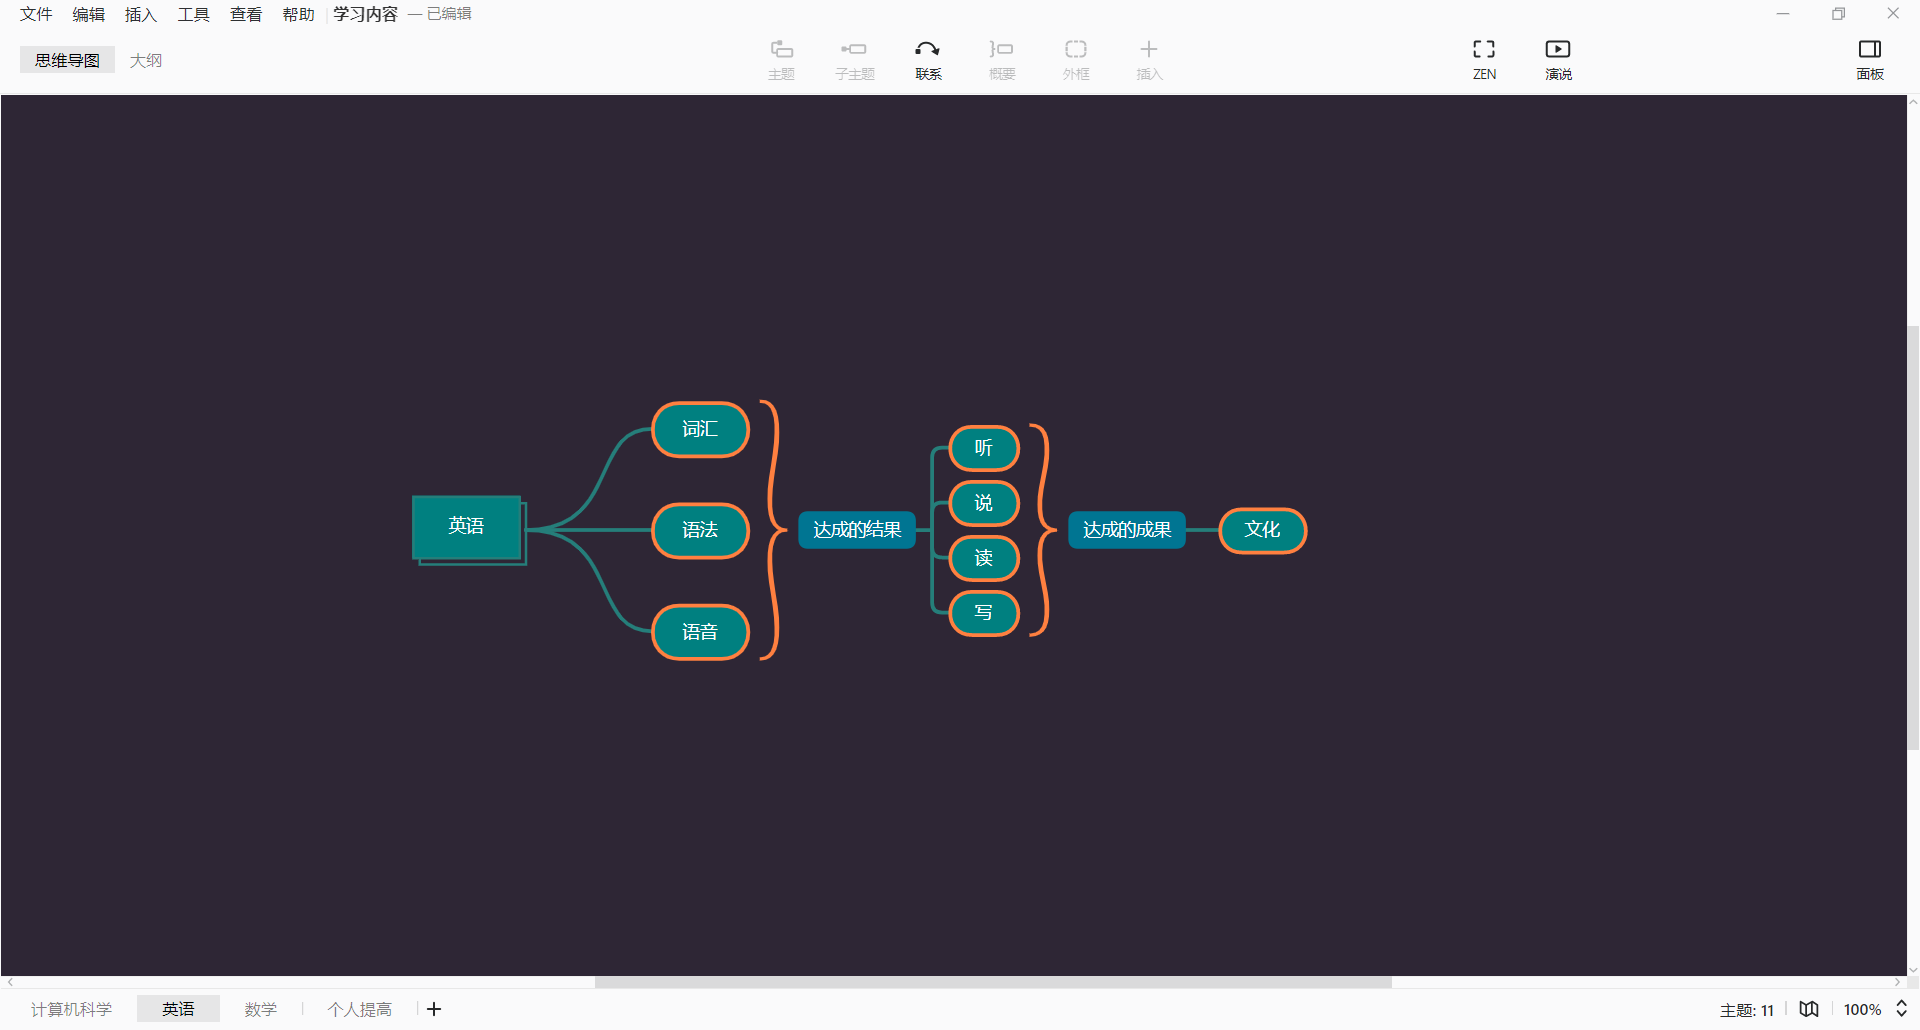 文件 编辑 插入 工具 查看 帮助 学习内容 — 已编辑
思维导图 大纲
主题 子主题 联系 概要 外框 插入 ZEN 演说 面板
英语
词汇
语法
语音
达成的结果
听
说
读
写
达成的成果
文化
计算机科学 英语 数学 个人提高 主题: 11 100%